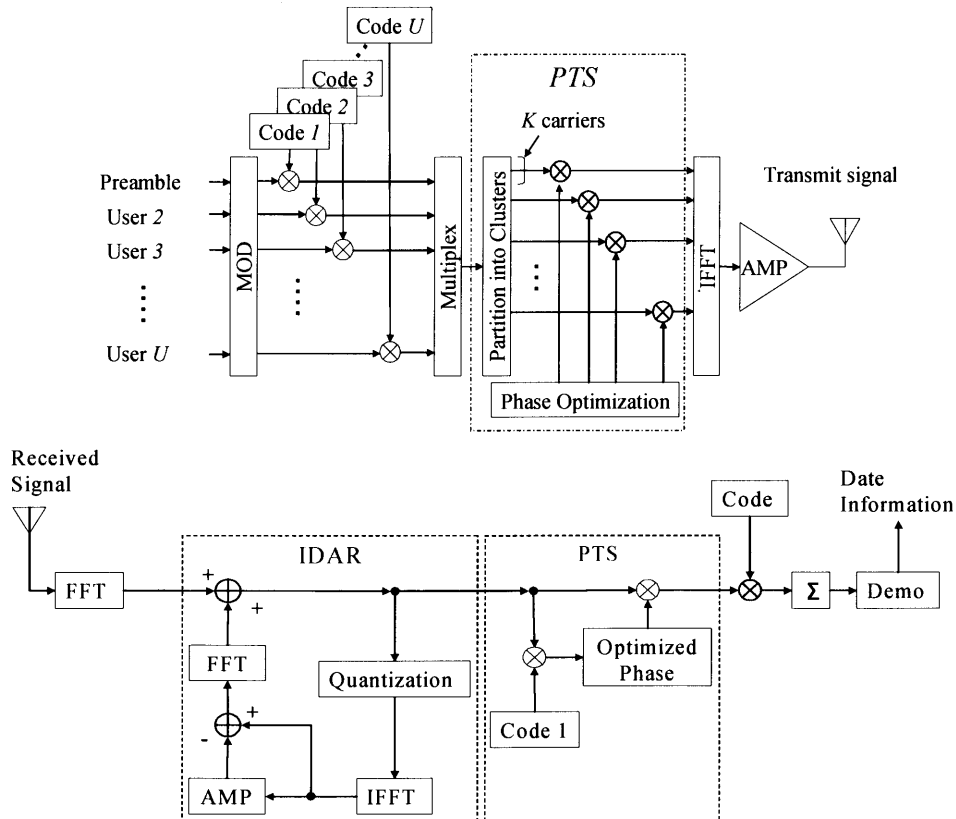 Code U
Code 3
Code 2
Code 1
PTS
K carriers
Preamble
User 2
User 3
User U
MOD
Multiplex
Partition into Clusters
IFFT
Transmit signal
AMP
Phase Optimization
Received
Signal
FFT
IDAR
+
+
FFT
+
-
AMP
Quantization
IFFT
PTS
Optimized
Phase
Code 1
Code
Σ
Demo
Date
Information